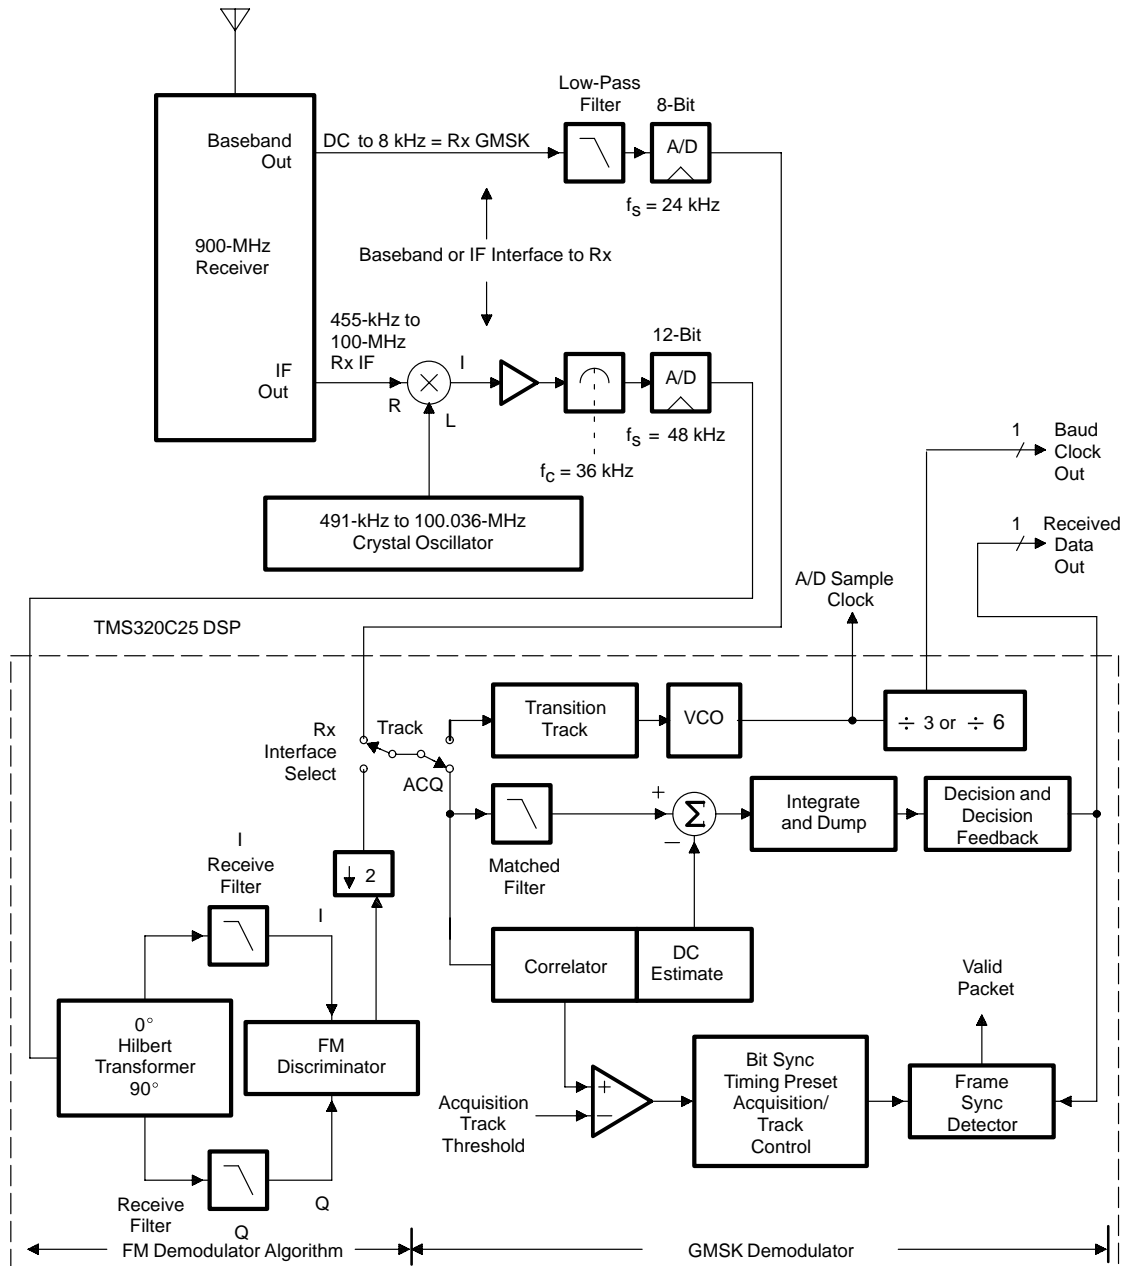 Low-Pass
Filter
8-Bit
Baseband
Out
DC to 8 kHz = Rx GMSK
A/D
fs = 24 kHz
900-MHz
Receiver
Baseband or IF Interface to Rx
455-kHz to
100-MHz
Rx IF
12-Bit
IF
Out
R
×
I
L
A/D
fs = 48 kHz
fc = 36 kHz
491-kHz to 100.036-MHz
Crystal Oscillator
1
Baud
Clock
Out
1
Received
Data
Out
A/D Sample
Clock
TMS320C25 DSP
Rx
Interface
Select
Track
ACQ
Transition
Track
VCO
÷ 3 or ÷ 6
Matched
Filter
+
−
Σ
Integrate
and Dump
Decision and
Decision
Feedback
↓ 2
I
Receive
Filter
I
Correlator
DC
Estimate
Valid
Packet
0°
Hilbert
Transformer
90°
FM
Discriminator
Acquisition
Track
Threshold
+
−
Bit Sync
Timing Preset
Acquisition/
Track
Control
Frame
Sync
Detector
Receive
Filter
Q
Q
FM Demodulator Algorithm
GMSK Demodulator